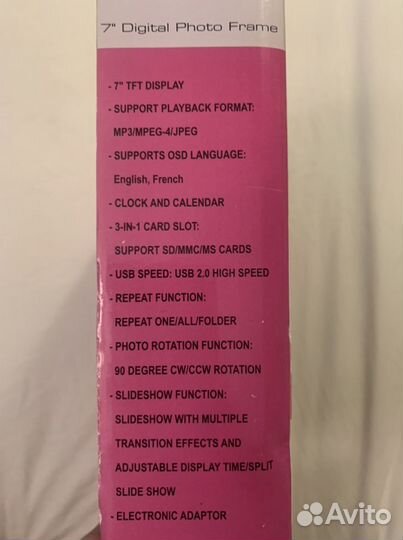 7" Digital Photo Frame
- 7" TFT DISPLAY
- SUPPORT PLAYBACK FORMAT:
MP3/MPEG-4/JPEG
- SUPPORTS OSD LANGUAGE:
English, French
- CLOCK AND CALENDAR
- 3-IN-1 CARD SLOT:
SUPPORT SD/MMC/MS CARDS
- USB SPEED: USB 2.0 HIGH SPEED
- REPEAT FUNCTION:
REPEAT ONE/ALL/FOLDER
- PHOTO ROTATION FUNCTION:
90 DEGREE CW/CCW ROTATION
- SLIDESHOW FUNCTION:
SLIDESHOW WITH MULTIPLE
TRANSITION EFFECTS AND
ADJUSTABLE DISPLAY TIME/SPLIT
SLIDE SHOW
- ELECTRONIC ADAPTOR
Avito